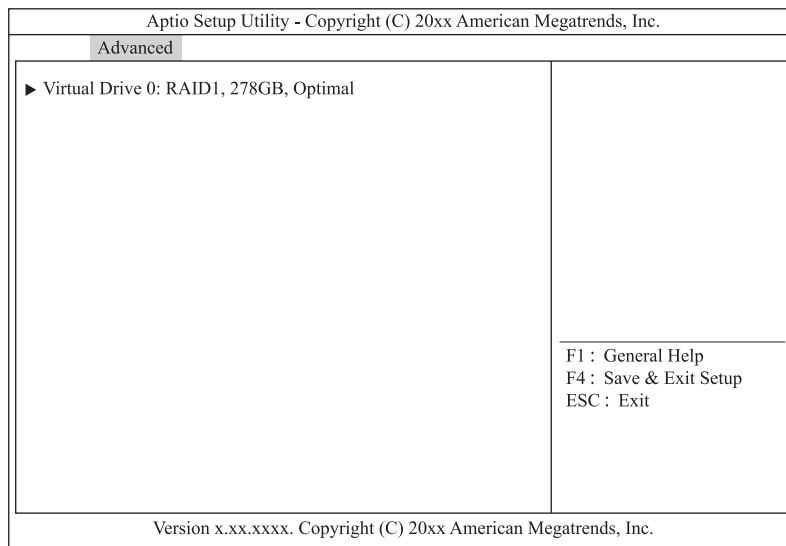 Aptio Setup Utility - Copyright (C) 20xx American Megatrends, Inc.
Advanced
▶ Virtual Drive 0: RAID1, 278GB, Optimal
F1 : General Help
F4 : Save & Exit Setup
ESC : Exit
Version x.xx.xxxx. Copyright (C) 20xx American Megatrends, Inc.